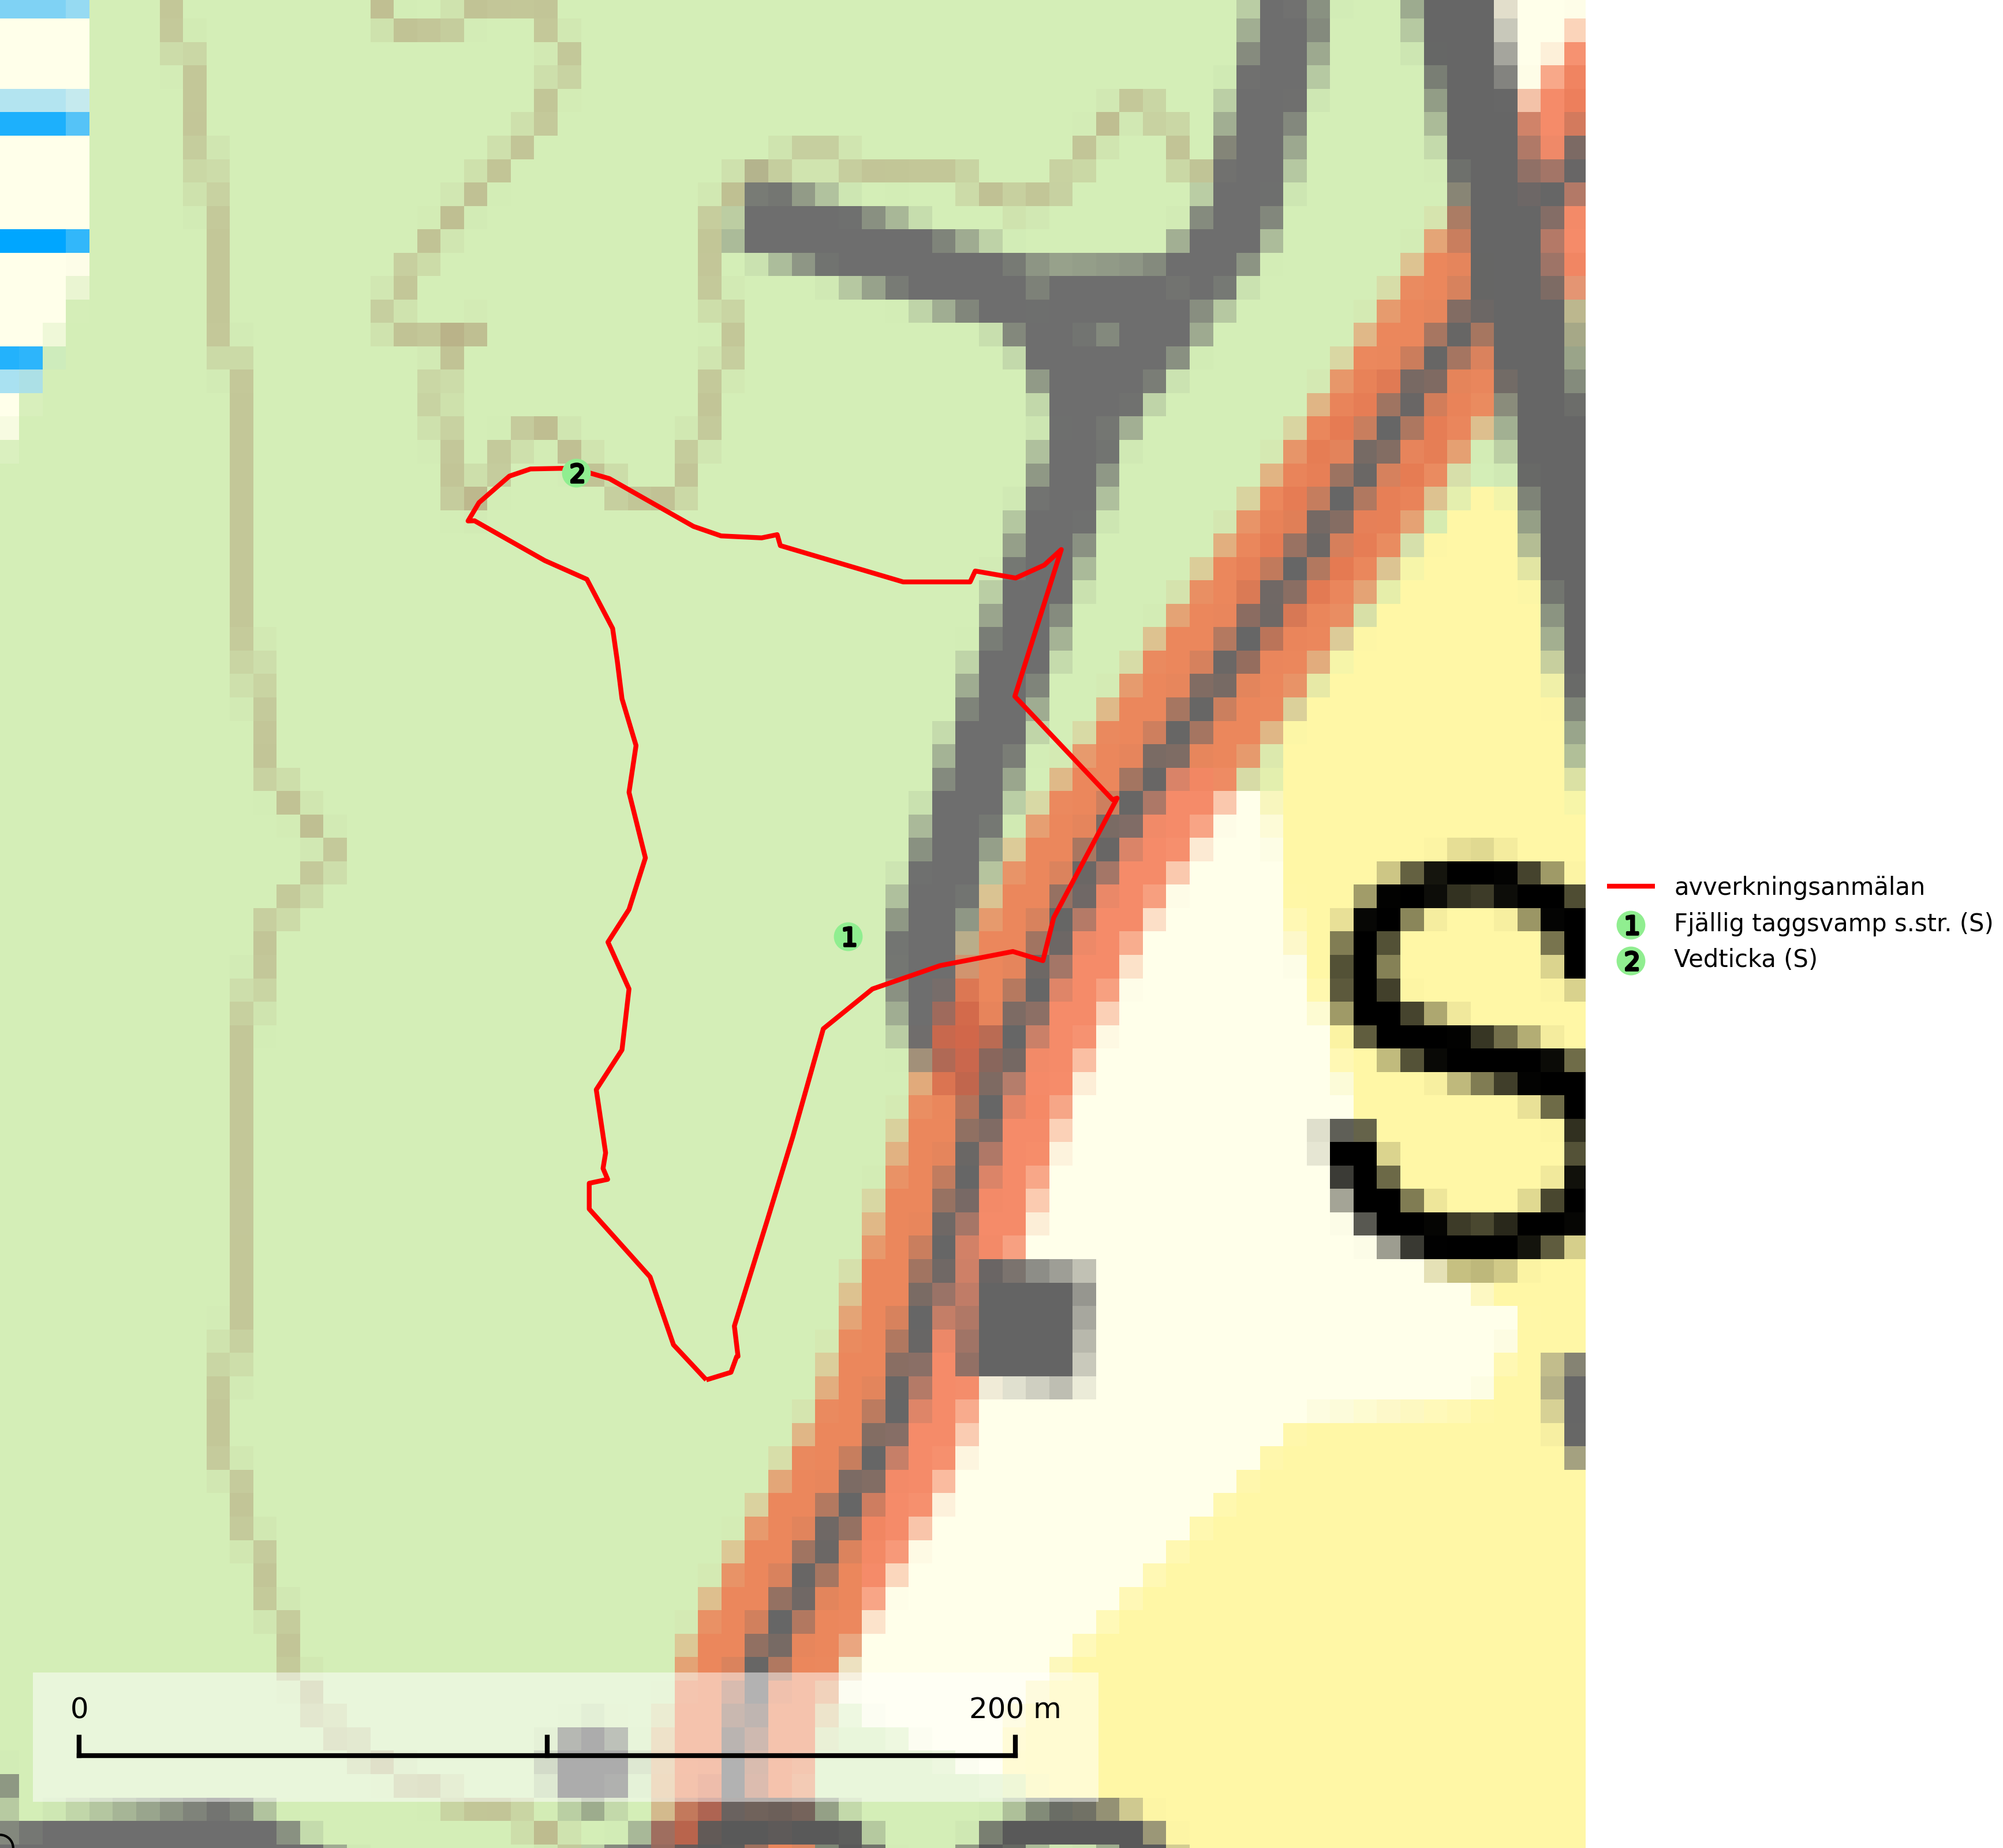 2
1
S
avverkningsanmälan
1 Fjällig taggsvamp s.str. (S)
2 Vedticka (S)
0 200 m